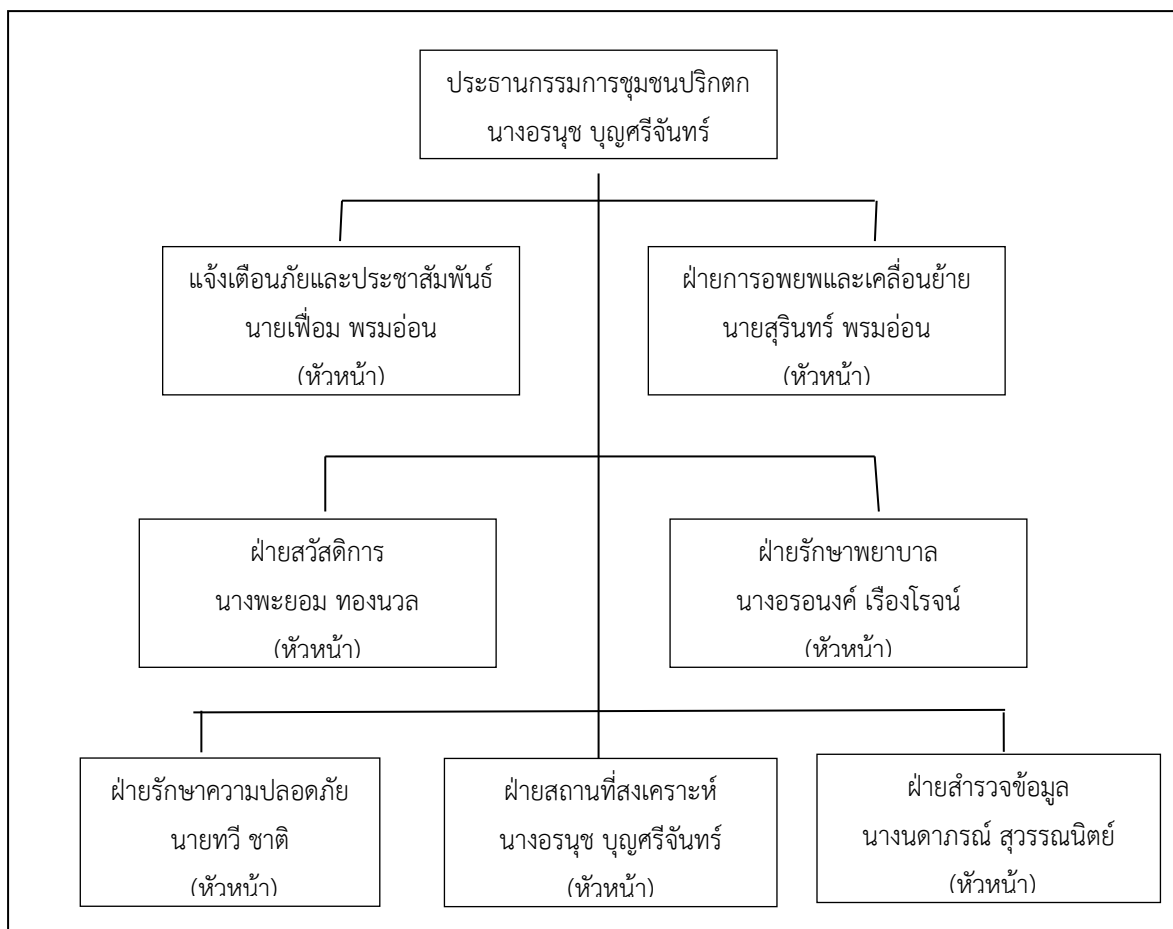 ประธานกรรมการชุมชนปริกตก
นางอรนุช บุญศรีจันทร์
แจ้งเตือนภัยและประชาสัมพันธ์
นายเฟื่อม พรมอ่อน
(หัวหน้า)
ฝ่ายการอพยพและเคลื่อนย้าย
นายสุรินทร์ พรมอ่อน
(หัวหน้า)
ฝ่ายสวัสดิการ
นางพะยอม ทองนวล
(หัวหน้า)
ฝ่ายรักษาพยาบาล
นางอรอนงค์ เรืองโรจน์
(หัวหน้า)
ฝ่ายรักษาความปลอดภัย
นายทวี ชาติ
(หัวหน้า)
ฝ่ายสถานที่สงเคราะห์
นางอรนุช บุญศรีจันทร์
(หัวหน้า)
ฝ่ายสำรวจข้อมูล
นางนดาภรณ์ สุวรรณนิตย์
(หัวหน้า)